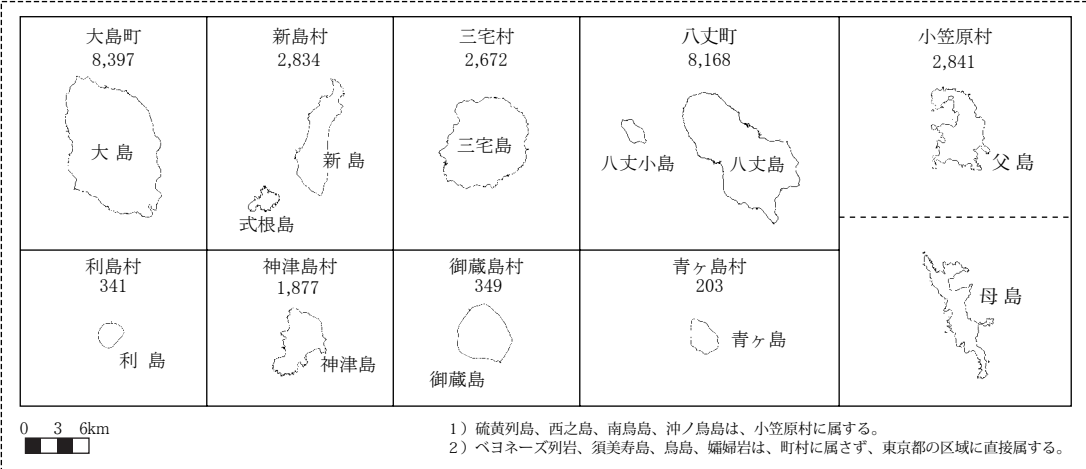 大島町
8,397
大 島
新島村
2,834
新 島
式根島
三宅村
2,672
三宅島
八丈町
8,168
八丈小島
八丈島
小笠原村
2,841
父 島
母 島
利島村
341
利 島
神津島村
1,877
神津島
御蔵島村
349
御蔵島
青ヶ島村
203
青ヶ島
0 3 6km
1）硫黄列島、西之島、南鳥島、沖ノ鳥島は、小笠原村に属する。
2）ベヨネーズ列岩、須美寿島、鳥島、孀婦岩は、町村に属さず、東京都の区域に直接属する。